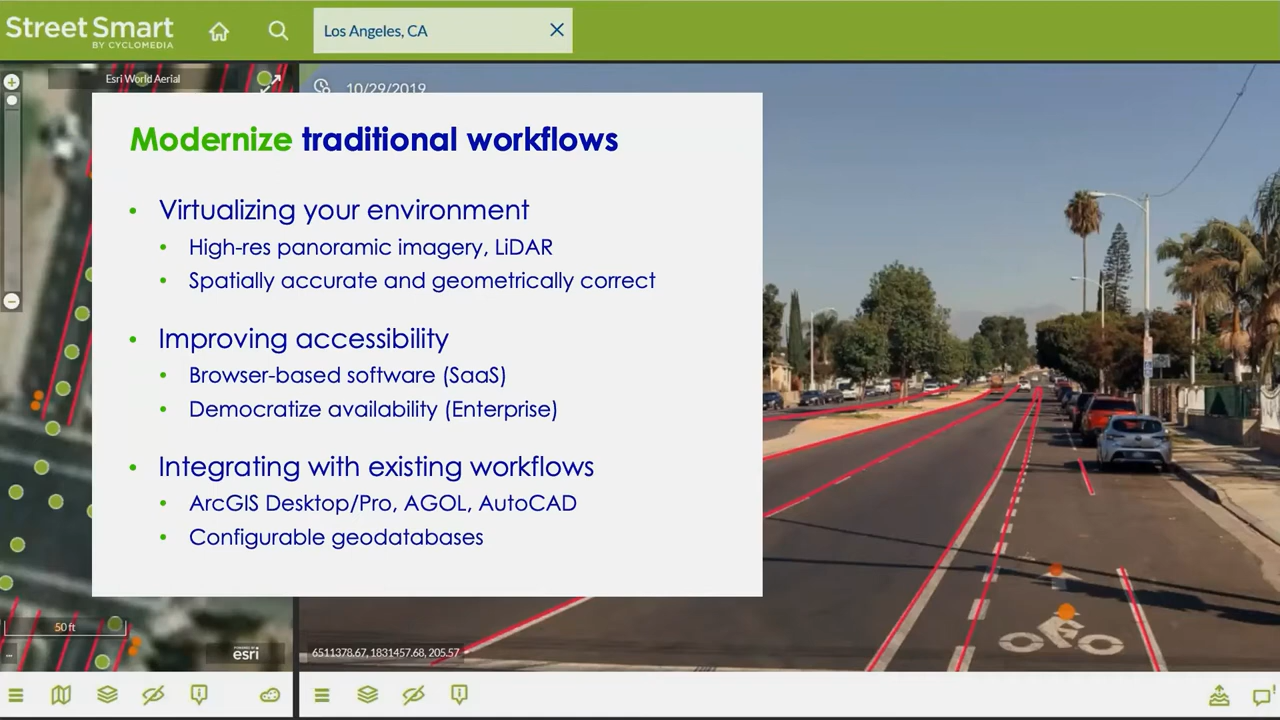 Street Smart
BY CYCLOMEDIA
Los Angeles, CA
Esri World Aerial
10/29/2019
Modernize traditional workflows
• Virtualizing your environment
• High-res panoramic imagery, LiDAR
• Spatially accurate and geometrically correct
• Improving accessibility
• Browser-based software (SaaS)
• Democratize availability (Enterprise)
• Integrating with existing workflows
• ArcGIS Desktop/Pro, AGOL, AutoCAD
• Configurable geodatabases
50 ft
POWERED BY
esri
6511378.67, 1831457.68, 205.57